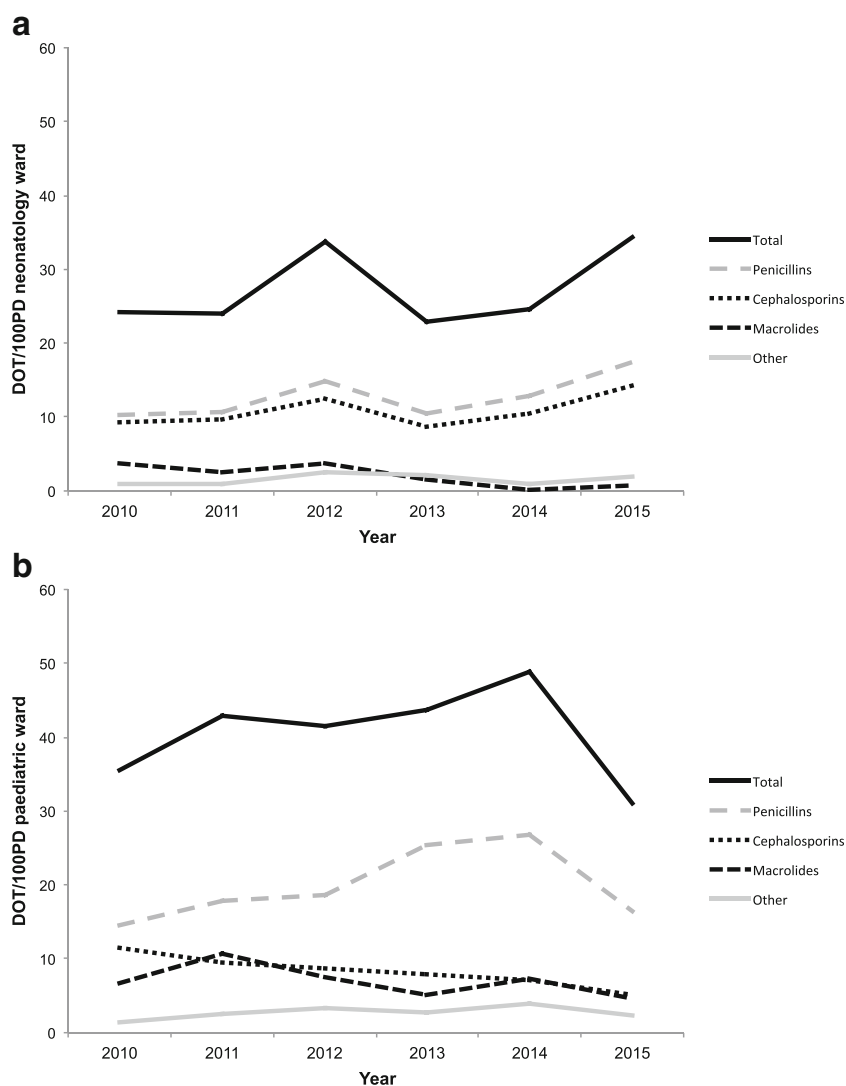 a
60
50
40
30
20
10
0
DOT/100PD neonatology ward
2010 2011 2012 2013 2014 2015
Year
Total
Penicillins
Cephalosporins
Macrolides
Other
b
60
50
40
30
20
10
0
DOT/100PD paediatric ward
2010 2011 2012 2013 2014 2015
Year
Total
Penicillins
Cephalosporins
Macrolides
Other